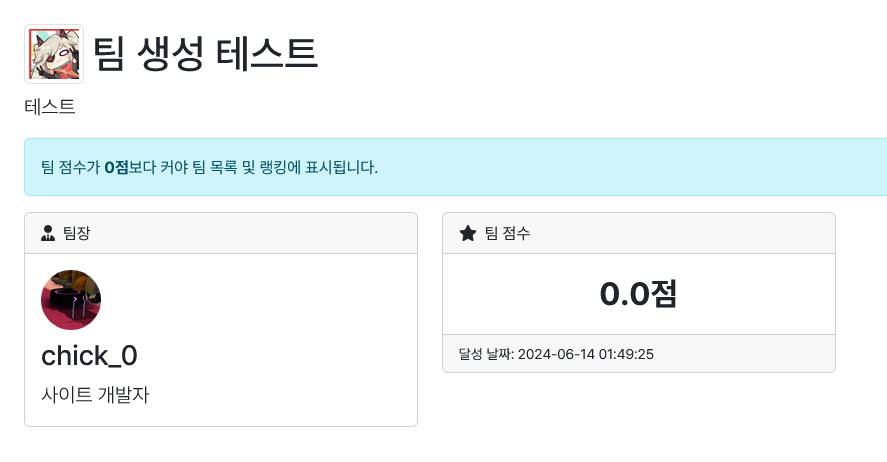 팀 생성 테스트
테스트
팀 점수가 0점보다 커야 팀 목록 및 랭킹에 표시됩니다.
팀장
chick_0
사이트 개발자
팀 점수
0.0점
달성 날짜: 2024-06-14 01:49:25